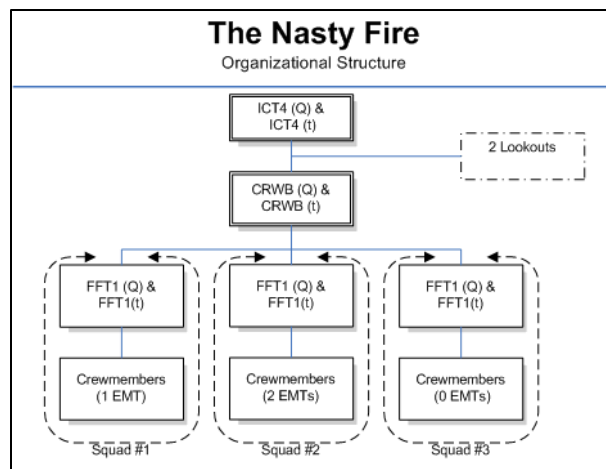 The Nasty Fire
Organizational Structure
ICT4 (Q) &
ICT4 (t)
2 Lookouts
CRWB (Q) &
CRWB (t)
FFT1 (Q) &
FFT1(t)
FFT1 (Q) &
FFT1(t)
FFT1 (Q) &
FFT1(t)
Crewmembers
(1 EMT)
Crewmembers
(2 EMTs)
Crewmembers
(0 EMTs)
Squad #1
Squad #2
Squad #3